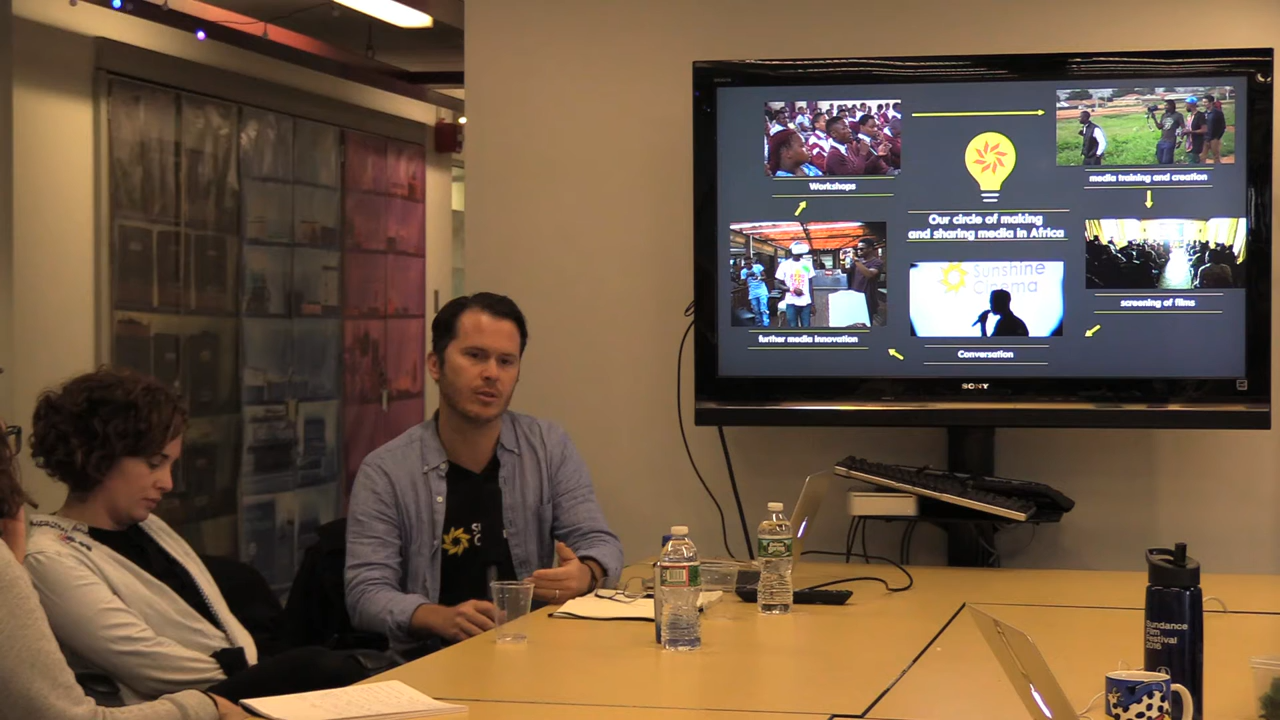 Workshops
media training and creation
Our circle of making
and sharing media in Africa
Sunshine
Cinema
screening of films
further media innovation
Conversation
SONY
Sundance
Film
Festival
2016